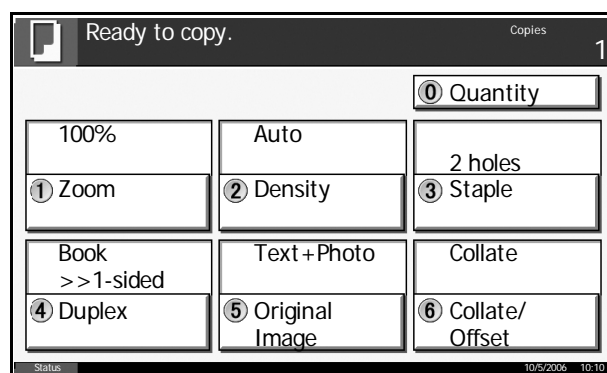 Ready to copy.
Copies
1
0 Quantity
100%
1 Zoom
Auto
2 Density
2 holes
3 Staple
Book
>>1-sided
4 Duplex
Text+Photo
5 Original
Image
Collate
6 Collate/
Offset
Status
10/5/2006 10:10